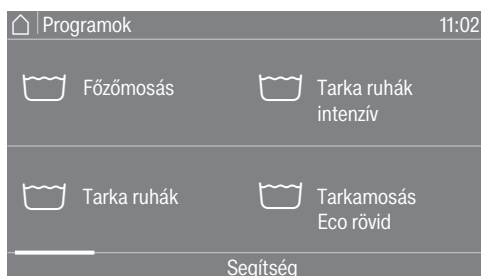 Programok 11:02
Főzőmosás
Tarka ruhák
intenzív
Tarka ruhák
Tarkamosás
Eco rövid
Segítség